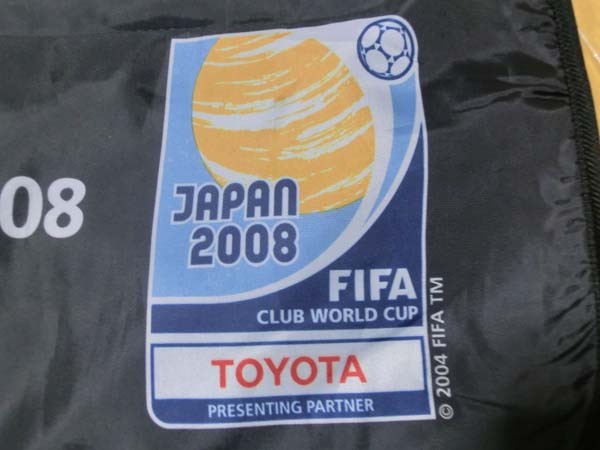 08
JAPAN
2008
FIFA
CLUB WORLD CUP
TOYOTA
PRESENTING PARTNER
© 2004 FIFA TM